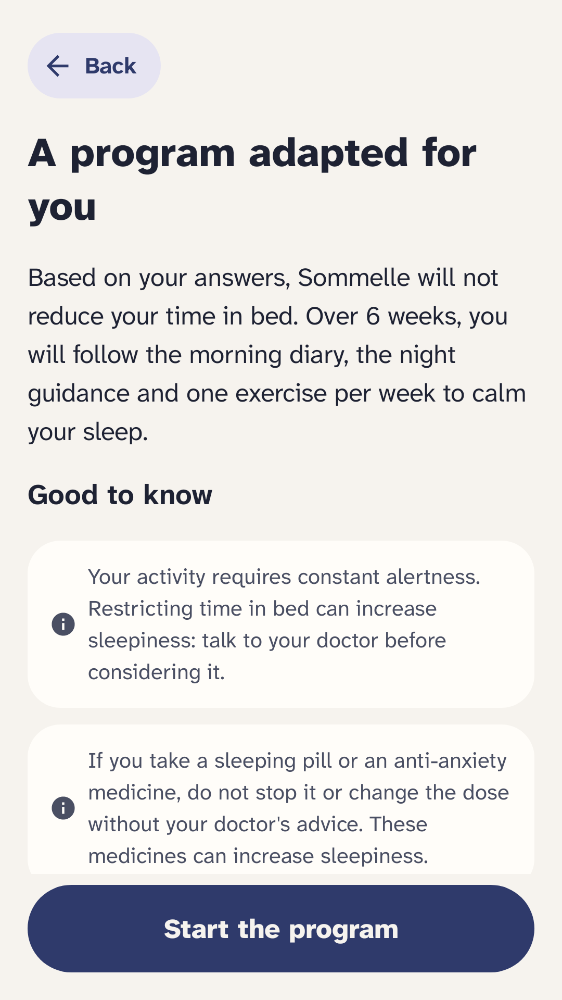 Back
A program adapted for
you
Based on your answers, Sommelle will not
reduce your time in bed. Over 6 weeks, you
will follow the morning diary, the night
guidance and one exercise per week to calm
your sleep.
Good to know
Your activity requires constant alertness.
Restricting time in bed can increase
sleepiness: talk to your doctor before
considering it.
If you take a sleeping pill or an anti-anxiety
medicine, do not stop it or change the dose
without your doctor's advice. These
medicines can increase sleepiness.
Start the program